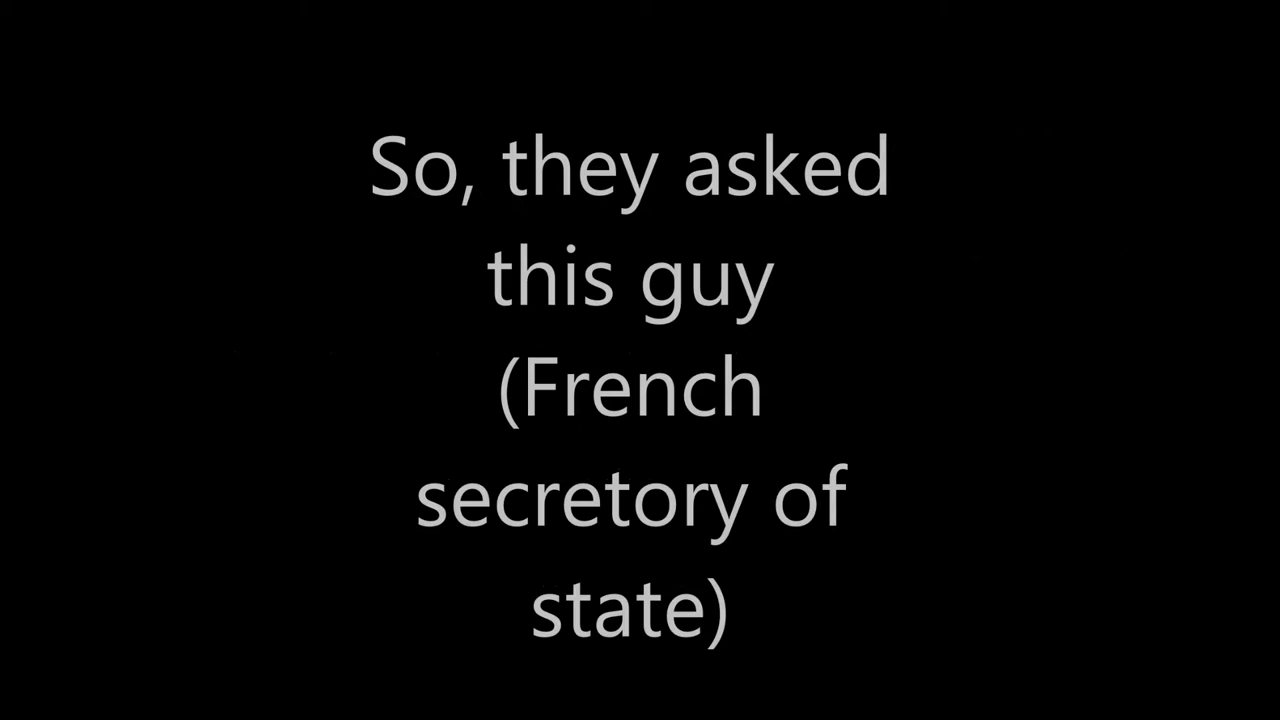 So, they asked
this guy
(French
secretory of
state)